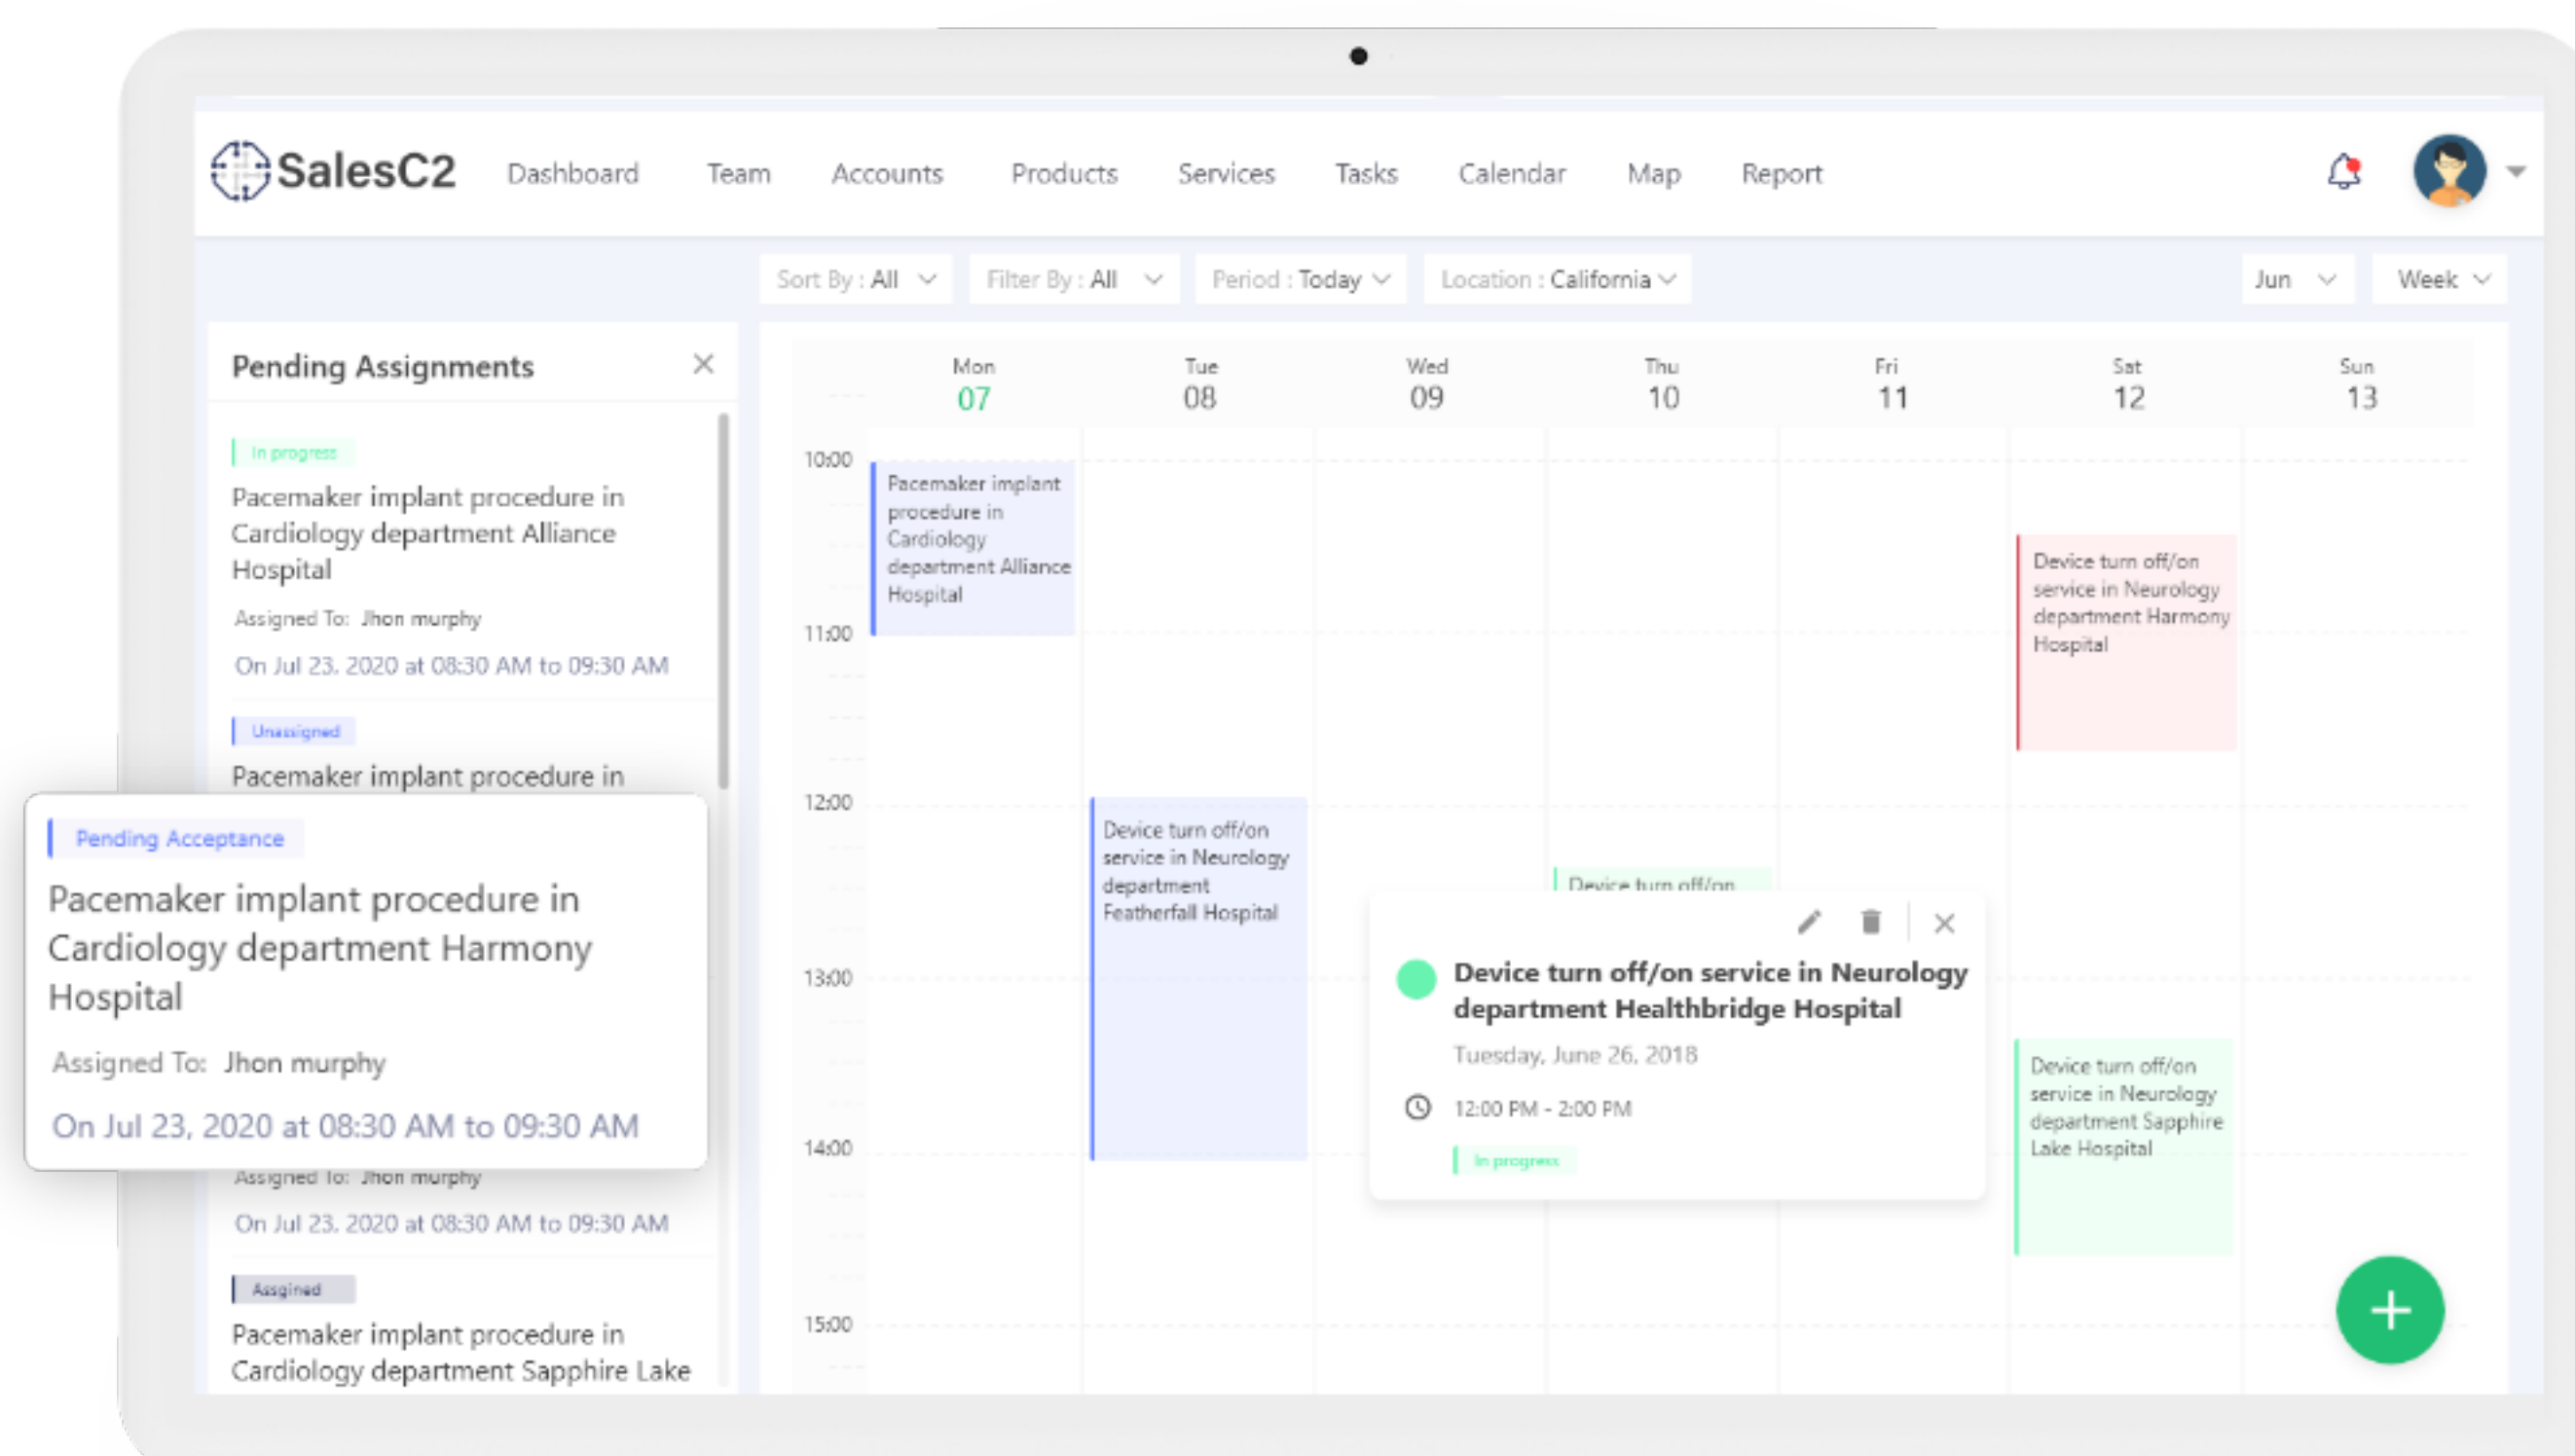 SalesC2
Dashboard
Team
Accounts
Products
Services
Tasks
Calendar
Map
Report
Sort By : All
Filter By : All
Period : Today
Location : California
Jun
Week
Pending Assignments
In progress
Pacemaker implant procedure in
Cardiology department Alliance
Hospital
Assigned To: Jhon murphy
On Jul 23, 2020 at 08:30 AM to 09:30 AM
Unassigned
Pacemaker implant procedure in
Pending Acceptance
Pacemaker implant procedure in
Cardiology department Harmony
Hospital
Assigned To: Jhon murphy
On Jul 23, 2020 at 08:30 AM to 09:30 AM
Assigned To: Jhon murphy
On Jul 23, 2020 at 08:30 AM to 09:30 AM
Assgined
Pacemaker implant procedure in
Cardiology department Sapphire Lake
Mon
07
Tue
08
Wed
09
Thu
10
Fri
11
Sat
12
Sun
13
10:00
11:00
12:00
13:00
14:00
15:00
Pacemaker implant
procedure in
Cardiology
department Alliance
Hospital
Device turn off/on
service in Neurology
department
Featherfall Hospital
Device turn off/on
Device turn off/on service in Neurology
department Healthbridge Hospital
Tuesday, June 26, 2018
12:00 PM - 2:00 PM
In progress
Device turn off/on
service in Neurology
department Harmony
Hospital
Device turn off/on
service in Neurology
department Sapphire
Lake Hospital